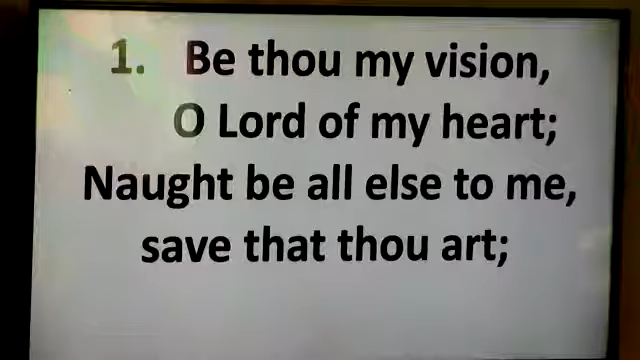 1. Be thou my vision,
O Lord of my heart;
Naught be all else to me,
save that thou art;